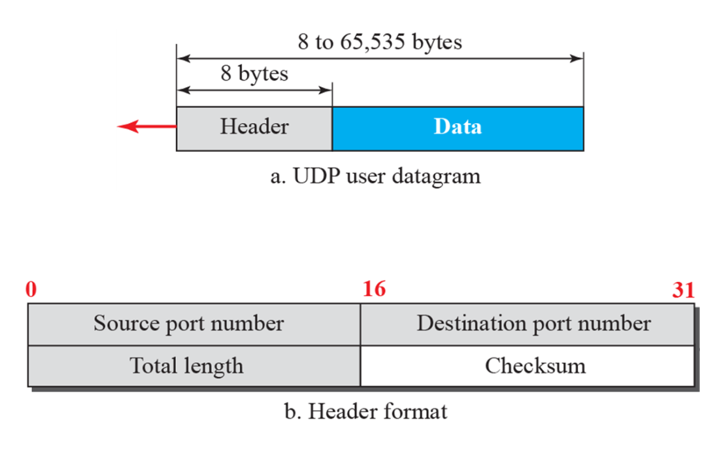 8 to 65,535 bytes
8 bytes
Header Data
a. UDP user datagram
0 16 31
Source port number Destination port number
Total length Checksum
b. Header format